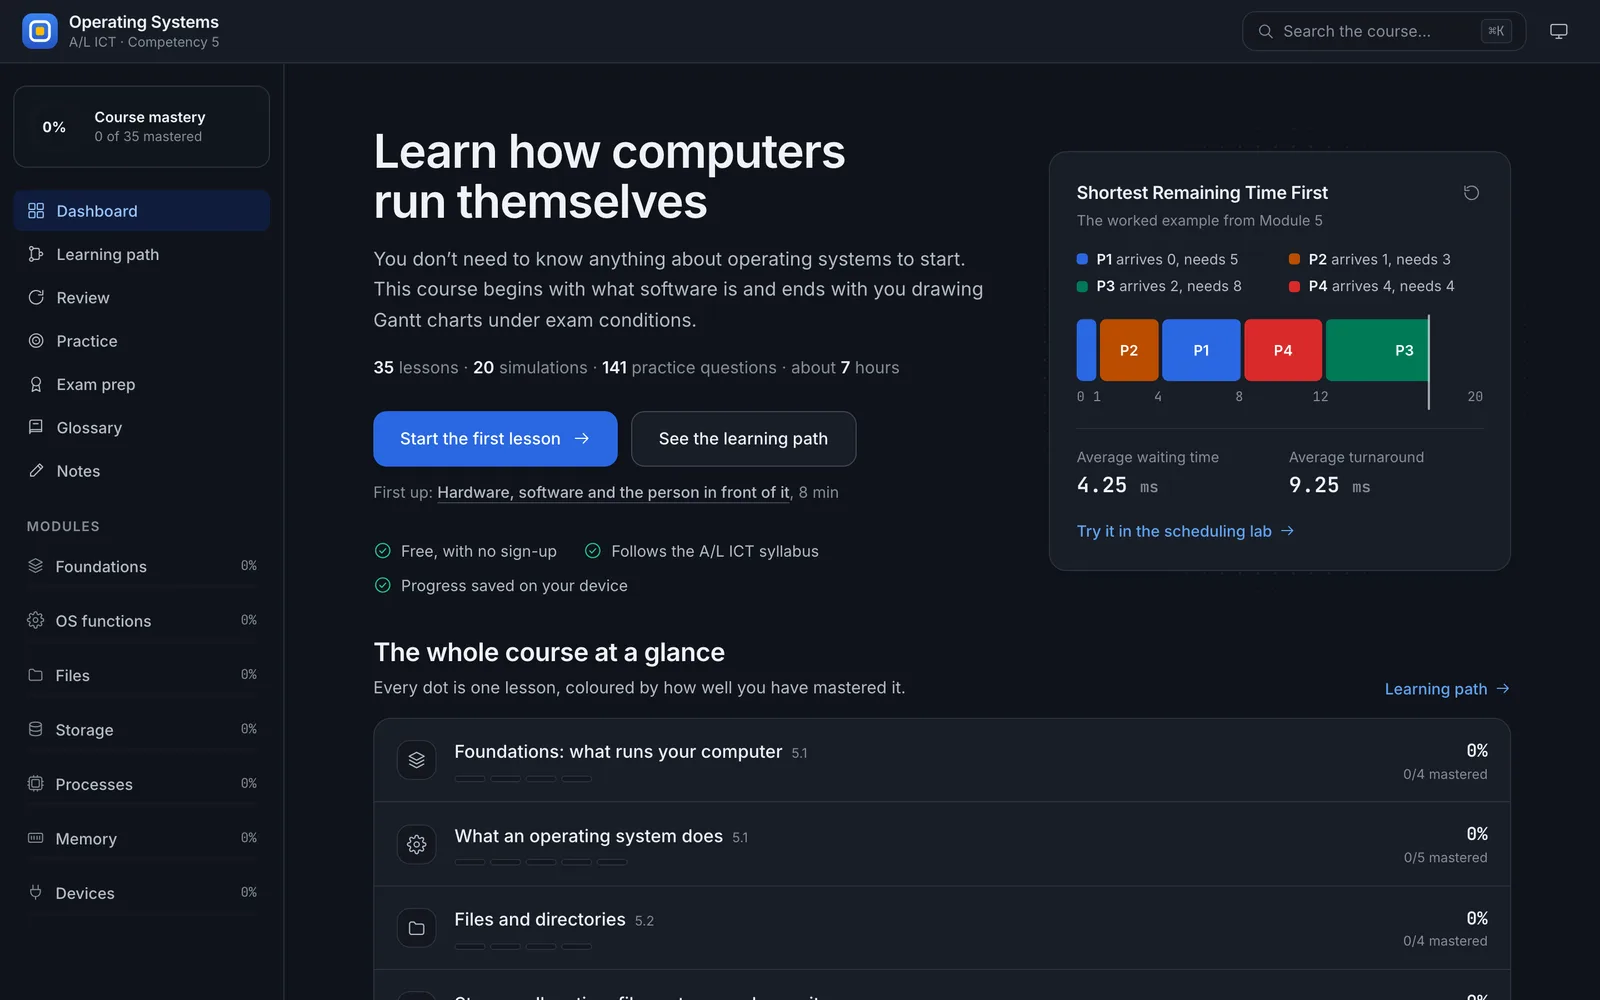 Operating Systems
A/L ICT · Competency 5
Search the course...
⌘K
0%
Course mastery
0 of 35 mastered
Dashboard
Learning path
Review
Practice
Exam prep
Glossary
Notes
MODULES
Foundations 0%
OS functions 0%
Files 0%
Storage 0%
Processes 0%
Memory 0%
Devices 0%
Learn how computers
run themselves
You don’t need to know anything about operating systems to start.
This course begins with what software is and ends with you drawing
Gantt charts under exam conditions.
35 lessons · 20 simulations · 141 practice questions · about 7 hours
Start the first lesson →
See the learning path
First up: Hardware, software and the person in front of it, 8 min
Free, with no sign-up
Follows the A/L ICT syllabus
Progress saved on your device
Shortest Remaining Time First
The worked example from Module 5
P1 arrives 0, needs 5
P2 arrives 1, needs 3
P3 arrives 2, needs 8
P4 arrives 4, needs 4
P2 P1 P4 P3
0 1 4 8 12 20
Average waiting time
4.25 ms
Average turnaround
9.25 ms
Try it in the scheduling lab →
The whole course at a glance
Every dot is one lesson, coloured by how well you have mastered it.
Learning path →
Foundations: what runs your computer 5.1
0%
0/4 mastered
What an operating system does 5.1
0%
0/5 mastered
Files and directories 5.2
0%
0/4 mastered